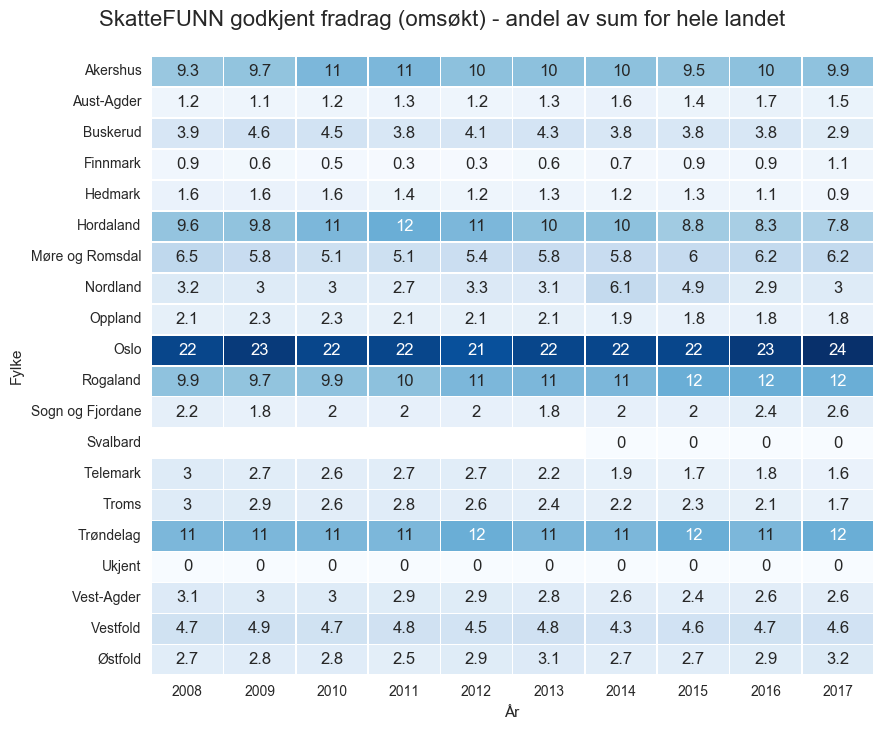 SkatteFUNN godkjent fradrag (omsøkt) - andel av sum for hele landet
Akershus 9.3 9.7 11 11 10 10 10 9.5 10 9.9
Aust-Agder 1.2 1.1 1.2 1.3 1.2 1.3 1.6 1.4 1.7 1.5
Buskerud 3.9 4.6 4.5 3.8 4.1 4.3 3.8 3.8 3.8 2.9
Finnmark 0.9 0.6 0.5 0.3 0.3 0.6 0.7 0.9 0.9 1.1
Hedmark 1.6 1.6 1.6 1.4 1.2 1.3 1.2 1.3 1.1 0.9
Hordaland 9.6 9.8 11 12 11 10 10 8.8 8.3 7.8
Møre og Romsdal 6.5 5.8 5.1 5.1 5.4 5.8 5.8 6 6.2 6.2
Nordland 3.2 3 3 2.7 3.3 3.1 6.1 4.9 2.9 3
Oppland 2.1 2.3 2.3 2.1 2.1 2.1 1.9 1.8 1.8 1.8
Oslo 22 23 22 22 21 22 22 22 23 24
Fylke
Rogaland 9.9 9.7 9.9 10 11 11 11 12 12 12
Sogn og Fjordane 2.2 1.8 2 2 2 1.8 2 2 2.4 2.6
Svalbard 0 0 0 0
Telemark 3 2.7 2.6 2.7 2.7 2.2 1.9 1.7 1.8 1.6
Troms 3 2.9 2.6 2.8 2.6 2.4 2.2 2.3 2.1 1.7
Trøndelag 11 11 11 11 12 11 11 12 11 12
Ukjent 0 0 0 0 0 0 0 0 0 0
Vest-Agder 3.1 3 3 2.9 2.9 2.8 2.6 2.4 2.6 2.6
Vestfold 4.7 4.9 4.7 4.8 4.5 4.8 4.3 4.6 4.7 4.6
Østfold 2.7 2.8 2.8 2.5 2.9 3.1 2.7 2.7 2.9 3.2
2008 2009 2010 2011 2012 2013 2014 2015 2016 2017
År